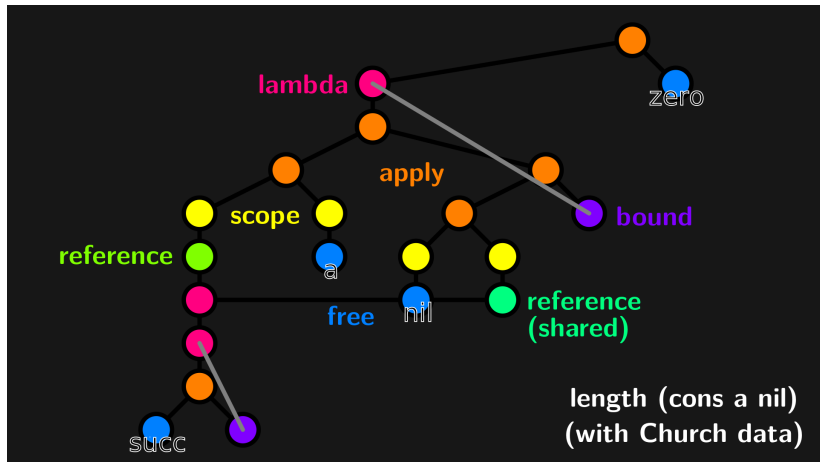 zero
lambda
apply
scope
bound
reference
a
free
nil
reference
(shared)
succ
length (cons a nil)
(with Church data)